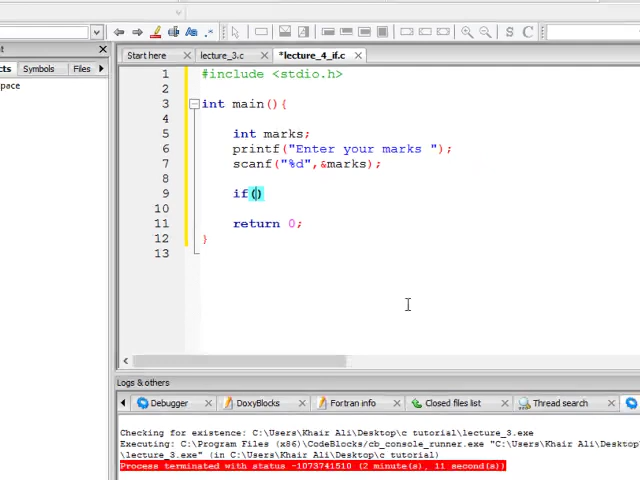 Start here lecture_3.c *lecture_4_if.c
Symbols Files
1 #include <stdio.h>
2
3 int main(){
4
5 int marks;
6 printf("Enter your marks ");
7 scanf("%d",&marks);
8
9 if()
10
11 return 0;
12 }
13
Logs & others
Debugger DoxyBlocks Fortran info Closed files list Thread search
Checking for existence: C:\Users\Khair Ali\Desktop\c tutorial\lecture_3.exe
Executing: C:\Program Files (x86)\CodeBlocks/cb_console_runner.exe "C:\Users\Khair Ali\Desktop
\lecture_3.exe" (in C:\Users\Khair Ali\Desktop\c tutorial)
Process terminated with status -1073741510 (2 minute(s), 11 second(s))